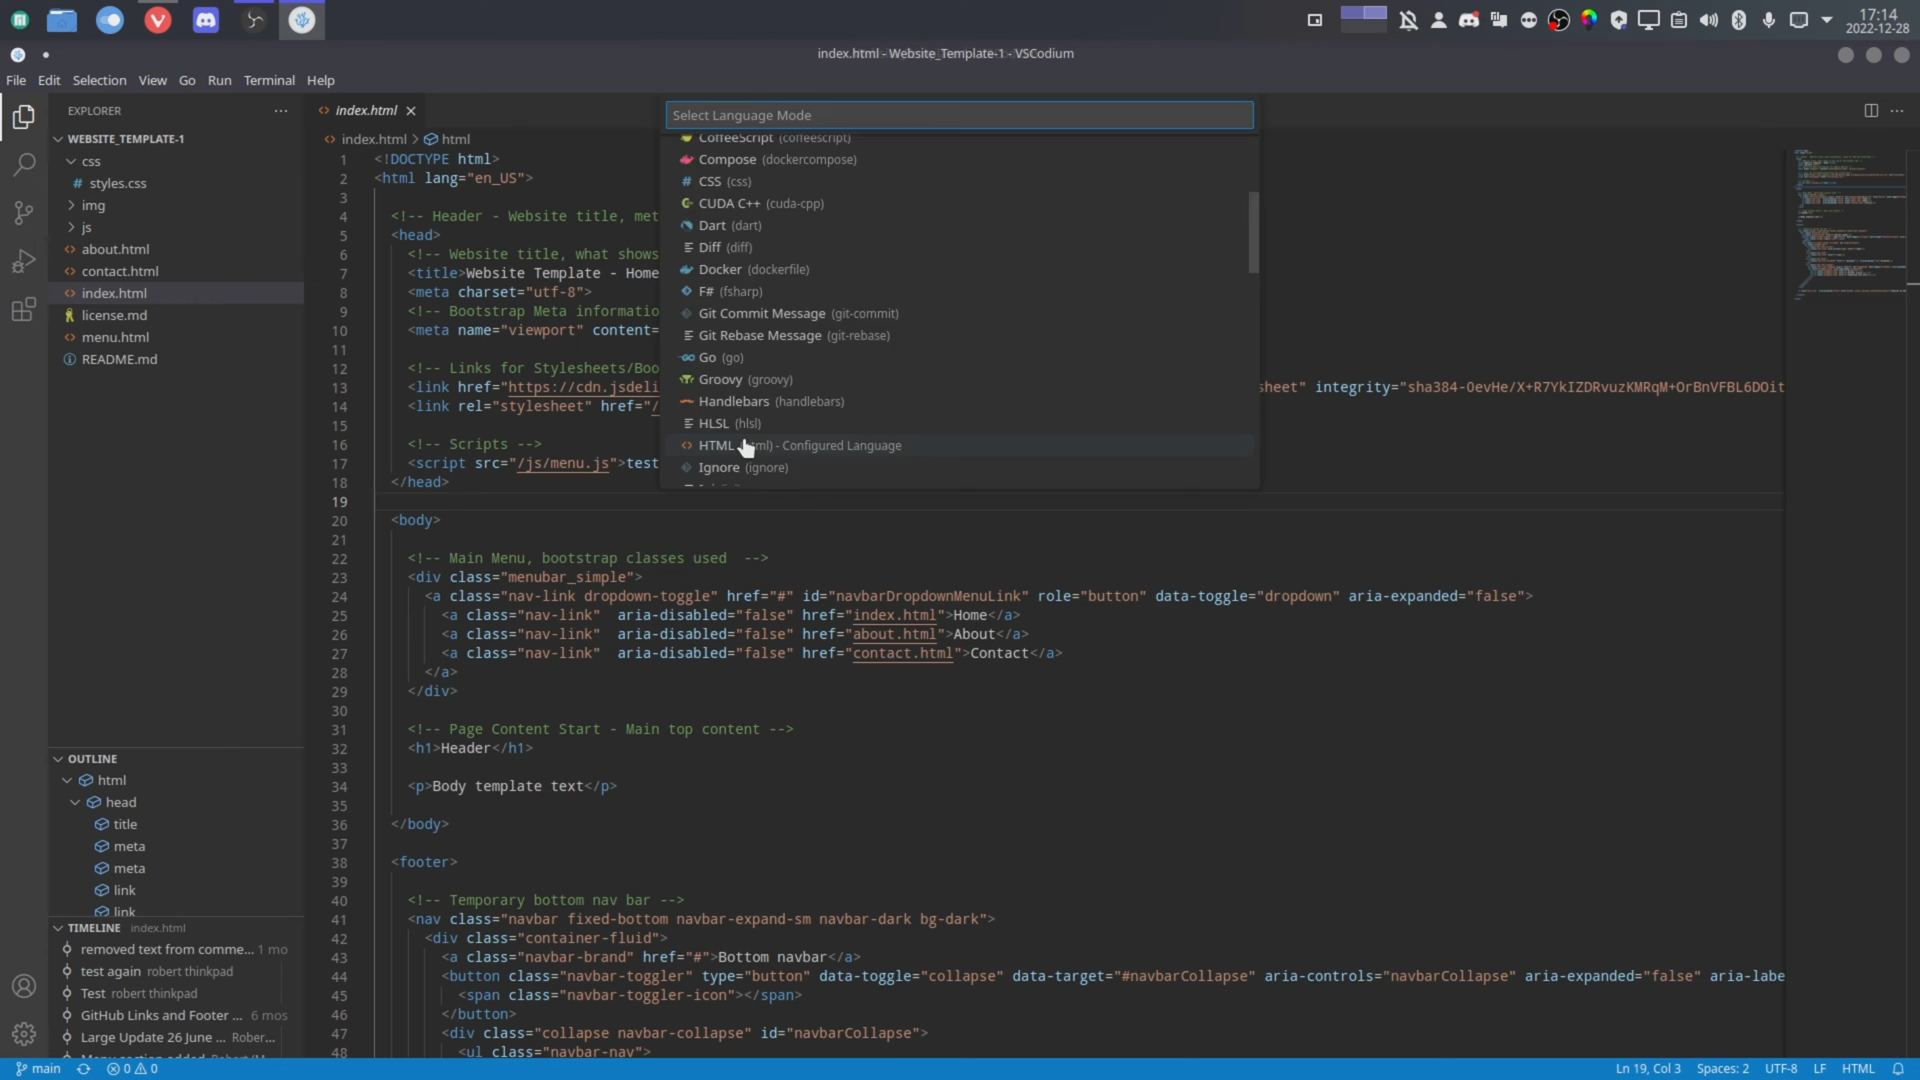 17:14
2022-12-28
index.html - Website_Template-1 - VSCodium
File Edit Selection View Go Run Terminal Help
EXPLORER
WEBSITE_TEMPLATE-1
css
# styles.css
img
js
about.html
contact.html
index.html
license.md
menu.html
README.md
OUTLINE
html
head
title
meta
meta
link
link
TIMELINE index.html
removed text from comme... 1 mo
test again robert thinkpad
Test robert thinkpad
GitHub Links and Footer ... 6 mos
Large Update 26 June ... Rober...
index.html
index.html > html
1 <!DOCTYPE html>
2 <html lang="en_US">
3
4 <!-- Header - Website title, met
5 <head>
6 <!-- Website title, what shows
7 <title>Website Template - Home
8 <meta charset="utf-8">
9 <!-- Bootstrap Meta informatio
10 <meta name="viewport" content=
11
12 <!-- Links for Stylesheets/Boo
13 <link href="https://cdn.jsdeli sheet" integrity="sha384-0evHe/X+R7YkIZDRvuzKMRqM+OrBnVFBL6DOit
14 <link rel="stylesheet" href="/
15
16 <!-- Scripts -->
17 <script src="/js/menu.js">test
18 </head>
19
20 <body>
21
22 <!-- Main Menu, bootstrap classes used  -->
23 <div class="menubar_simple">
24 <a class="nav-link dropdown-toggle" href="#" id="navbarDropdownMenuLink" role="button" data-toggle="dropdown" aria-expanded="false">
25 <a class="nav-link"  aria-disabled="false" href="index.html">Home</a>
26 <a class="nav-link"  aria-disabled="false" href="about.html">About</a>
27 <a class="nav-link"  aria-disabled="false" href="contact.html">Contact</a>
28 </a>
29 </div>
30
31 <!-- Page Content Start - Main top content -->
32 <h1>Header</h1>
33
34 <p>Body template text</p>
35
36 </body>
37
38 <footer>
39
40 <!-- Temporary bottom nav bar -->
41 <nav class="navbar fixed-bottom navbar-expand-sm navbar-dark bg-dark">
42 <div class="container-fluid">
43 <a class="navbar-brand" href="#">Bottom navbar</a>
44 <button class="navbar-toggler" type="button" data-toggle="collapse" data-target="#navbarCollapse" aria-controls="navbarCollapse" aria-expanded="false" aria-labe
45 <span class="navbar-toggler-icon"></span>
46 </button>
47 <div class="collapse navbar-collapse" id="navbarCollapse">
48 <ul class="navbar-nav">
Select Language Mode
CoffeeScript (coffeescript)
Compose (dockercompose)
CSS (css)
CUDA C++ (cuda-cpp)
Dart (dart)
Diff (diff)
Docker (dockerfile)
F# (fsharp)
Git Commit Message (git-commit)
Git Rebase Message (git-rebase)
Go (go)
Groovy (groovy)
Handlebars (handlebars)
HLSL (hlsl)
HTML - Configured Language
Ignore (ignore)
main 0 0 Ln 19, Col 3 Spaces: 2 UTF-8 LF HTML